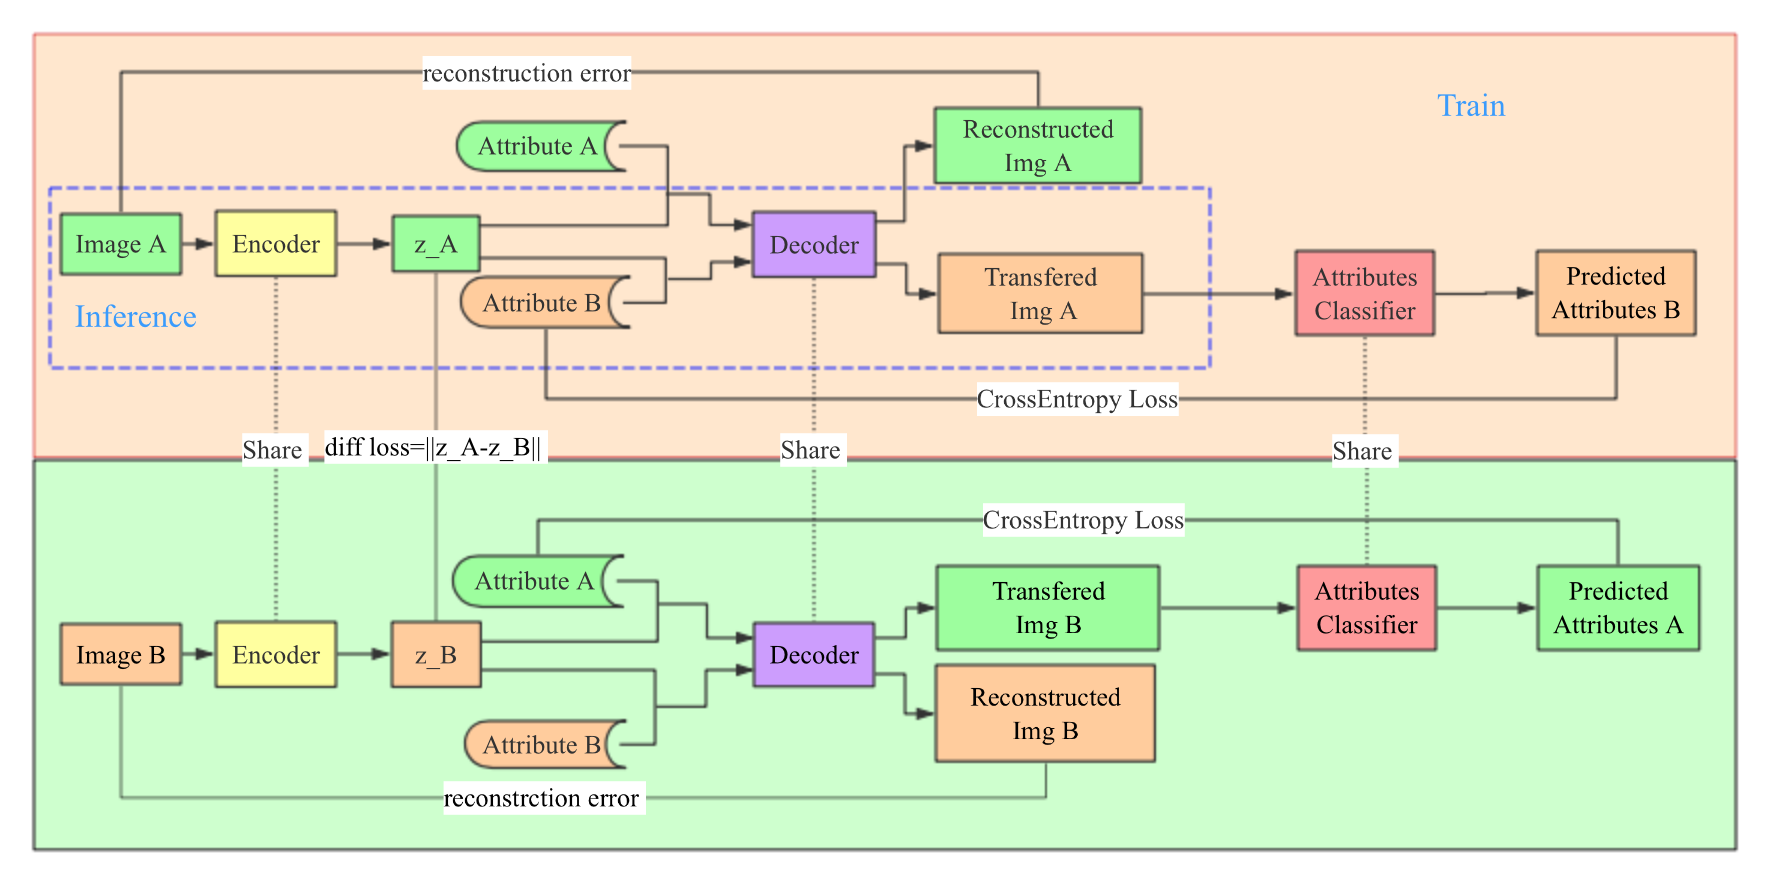 reconstruction error
Train
Attribute A
Reconstructed
Img A
Image A
Encoder
z_A
Decoder
Inference
Attribute B
Transfered
Img A
Attributes
Classifier
Predicted
Attributes B
CrossEntropy Loss
Share
diff loss=||z_A-z_B||
Share
Share
CrossEntropy Loss
Attribute A
Transfered
Img B
Attributes
Classifier
Predicted
Attributes A
Image B
Encoder
z_B
Decoder
Reconstructed
Img B
Attribute B
reconstrction error